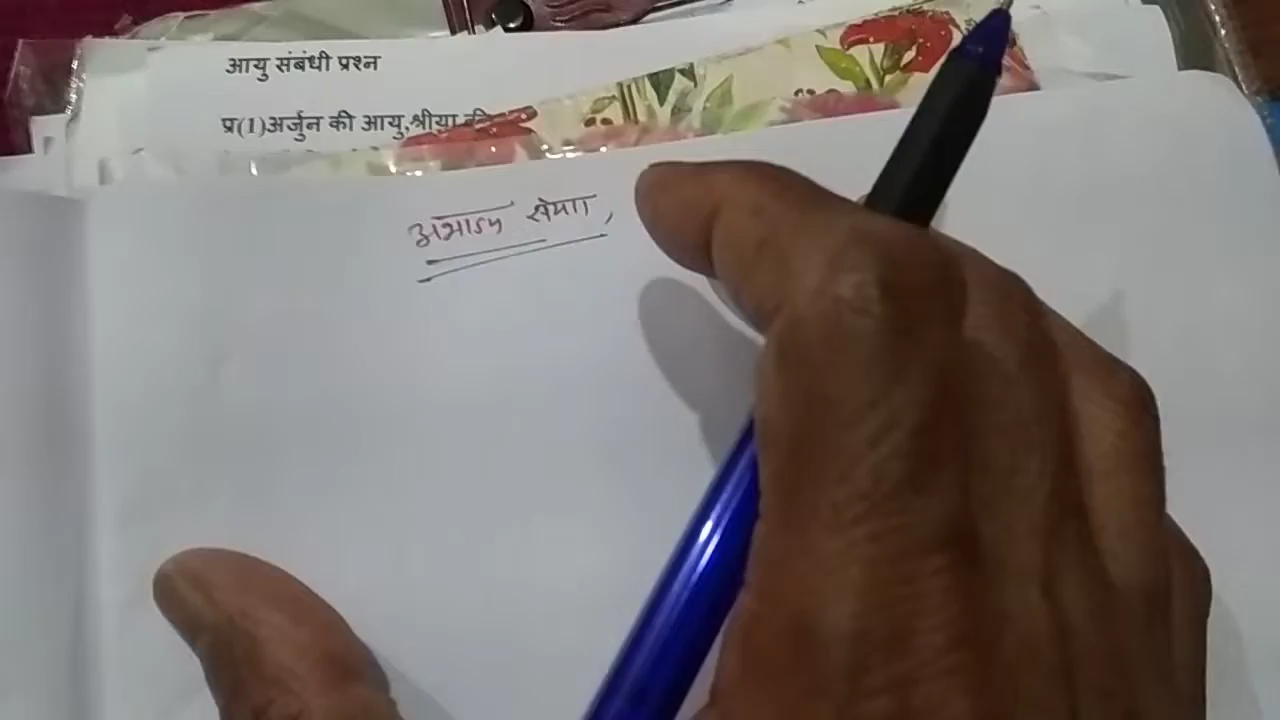 आयु संबंधी प्रश्न
प्र(1)अर्जुन की आयु,श्रीया की
अभाज्य संख्या,